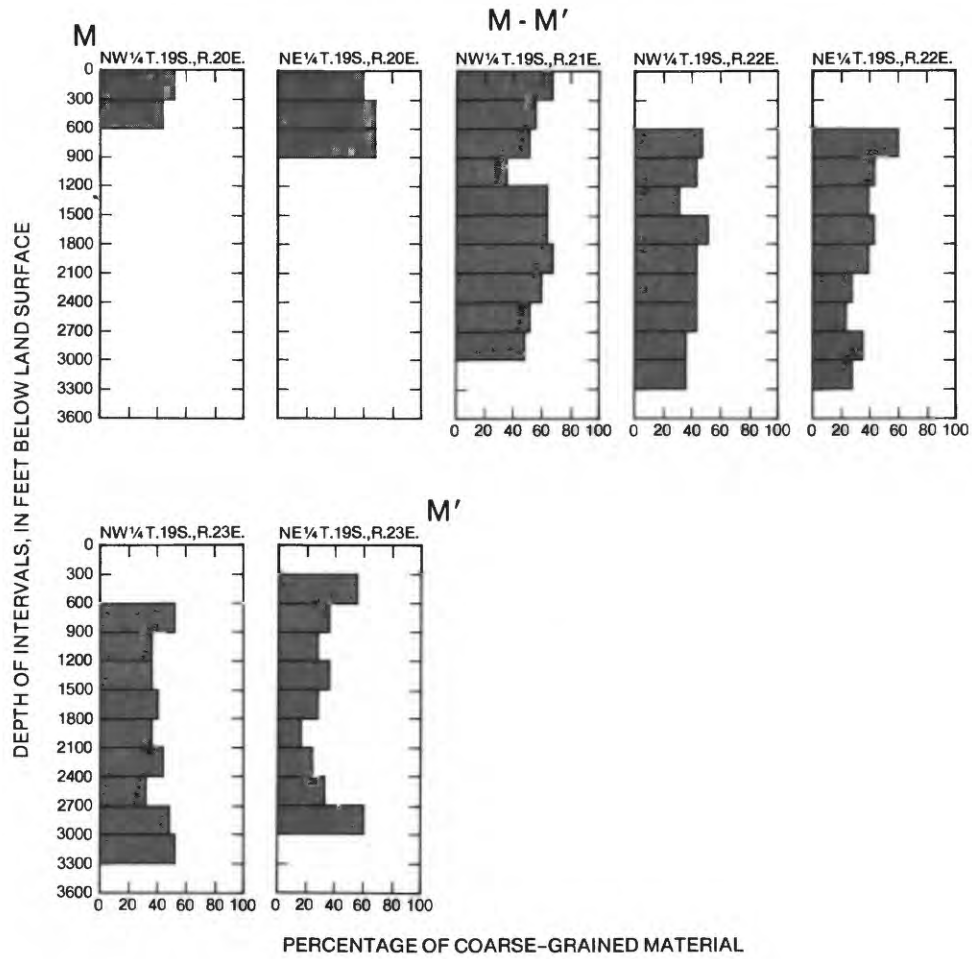 M - M'
M
NW¼ T.19S., R.20E.
NE¼ T.19S., R.20E.
NW¼ T.19S., R.21E.
NW¼ T.19S., R.22E.
NE¼ T.19S., R.22E.
0
300
600
900
1200
1500
1800
2100
2400
2700
3000
3300
3600
0 20 40 60 80 100
0 20 40 60 80 100
0 20 40 60 80 100
DEPTH OF INTERVALS, IN FEET BELOW LAND SURFACE
M'
NW¼ T.19S., R.23E.
NE¼ T.19S., R.23E.
0
300
600
900
1200
1500
1800
2100
2400
2700
3000
3300
3600
0 20 40 60 80 100
0 20 40 60 80 100
PERCENTAGE OF COARSE-GRAINED MATERIAL